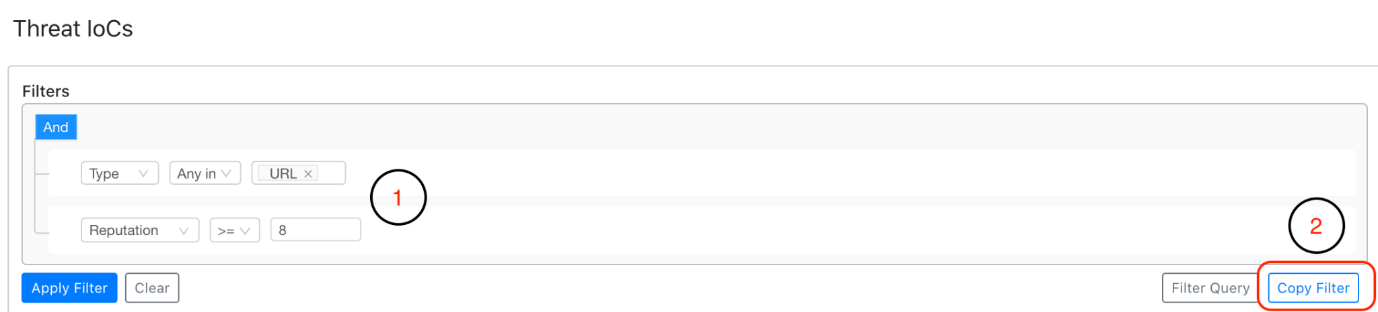 Threat IoCs
Filters
And
Type Any in URL ×
1
Reputation >= 8
2
Apply Filter Clear Filter Query Copy Filter